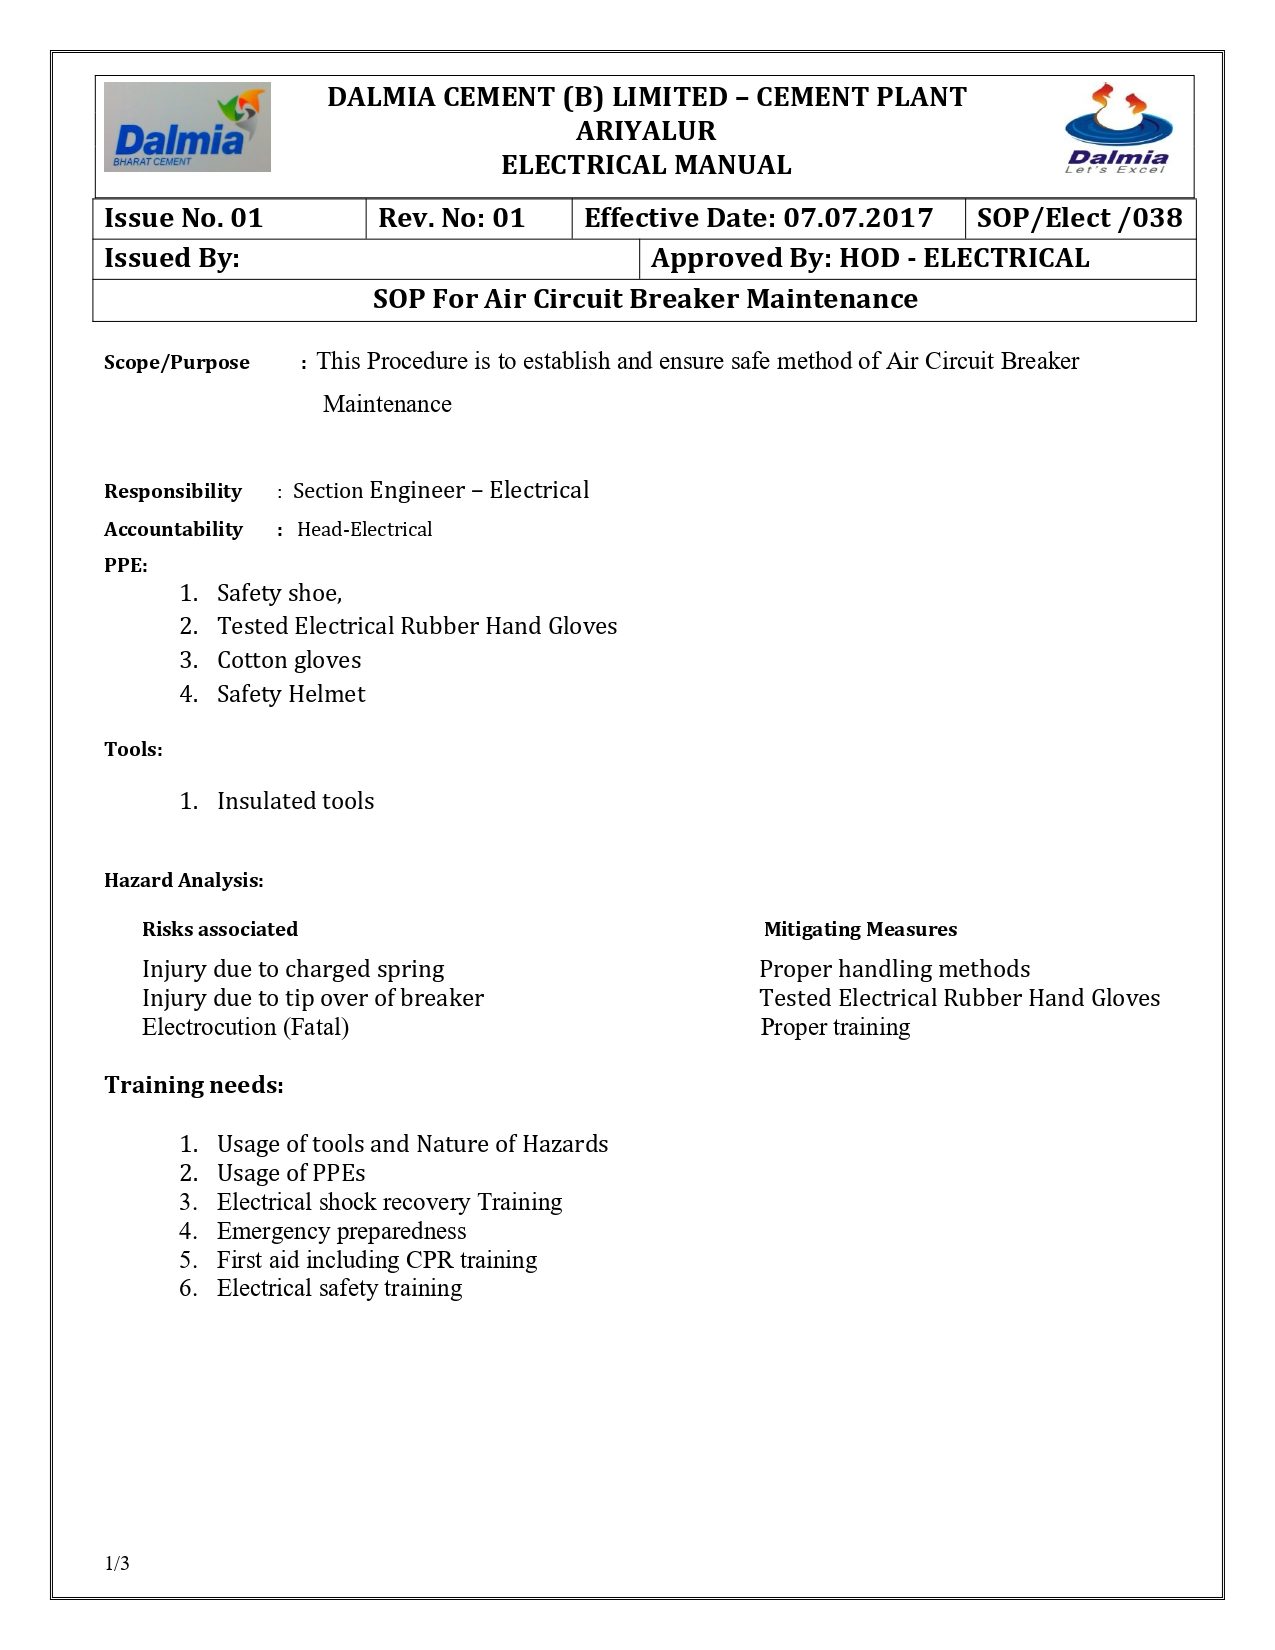 Dalmia
BHARAT CEMENT
DALMIA CEMENT (B) LIMITED – CEMENT PLANT
ARIYALUR
ELECTRICAL MANUAL
Dalmia
Let's Excel
Issue No. 01 Rev. No: 01 Effective Date: 07.07.2017 SOP/Elect /038
Issued By: Approved By: HOD - ELECTRICAL
SOP For Air Circuit Breaker Maintenance
Scope/Purpose : This Procedure is to establish and ensure safe method of Air Circuit Breaker
Maintenance
Responsibility : Section Engineer – Electrical
Accountability : Head-Electrical
PPE:
1. Safety shoe,
2. Tested Electrical Rubber Hand Gloves
3. Cotton gloves
4. Safety Helmet
Tools:
1. Insulated tools
Hazard Analysis:
Risks associated Mitigating Measures
Injury due to charged spring Proper handling methods
Injury due to tip over of breaker Tested Electrical Rubber Hand Gloves
Electrocution (Fatal) Proper training
Training needs:
1. Usage of tools and Nature of Hazards
2. Usage of PPEs
3. Electrical shock recovery Training
4. Emergency preparedness
5. First aid including CPR training
6. Electrical safety training
1/3